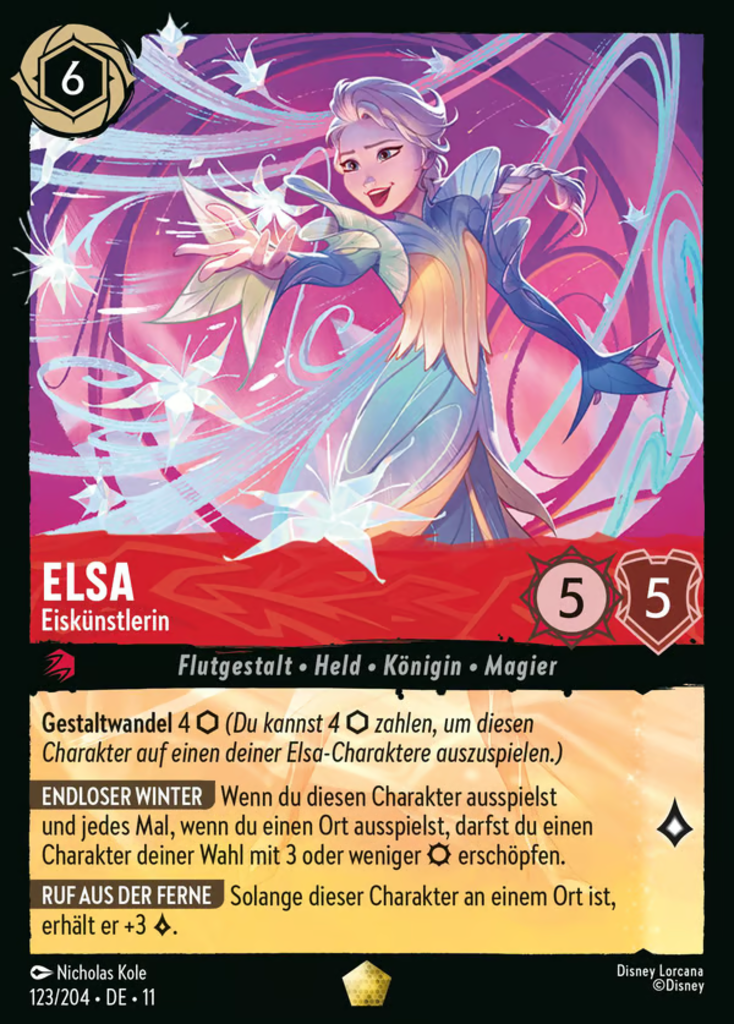 6
ELSA
Eiskünstlerin
5
5
Flutgestalt • Held • Königin • Magier
Gestaltwandel 4 ⬡ (Du kannst 4 ⬡ zahlen, um diesen
Charakter auf einen deiner Elsa-Charaktere auszuspielen.)
ENDLOSER WINTER Wenn du diesen Charakter ausspielst
und jedes Mal, wenn du einen Ort ausspielst, darfst du einen
Charakter deiner Wahl mit 3 oder weniger ¤ erschöpfen.
RUF AUS DER FERNE Solange dieser Charakter an einem Ort ist,
erhält er +3 ◊.
Nicholas Kole
123/204 • DE • 11
Disney Lorcana
©Disney